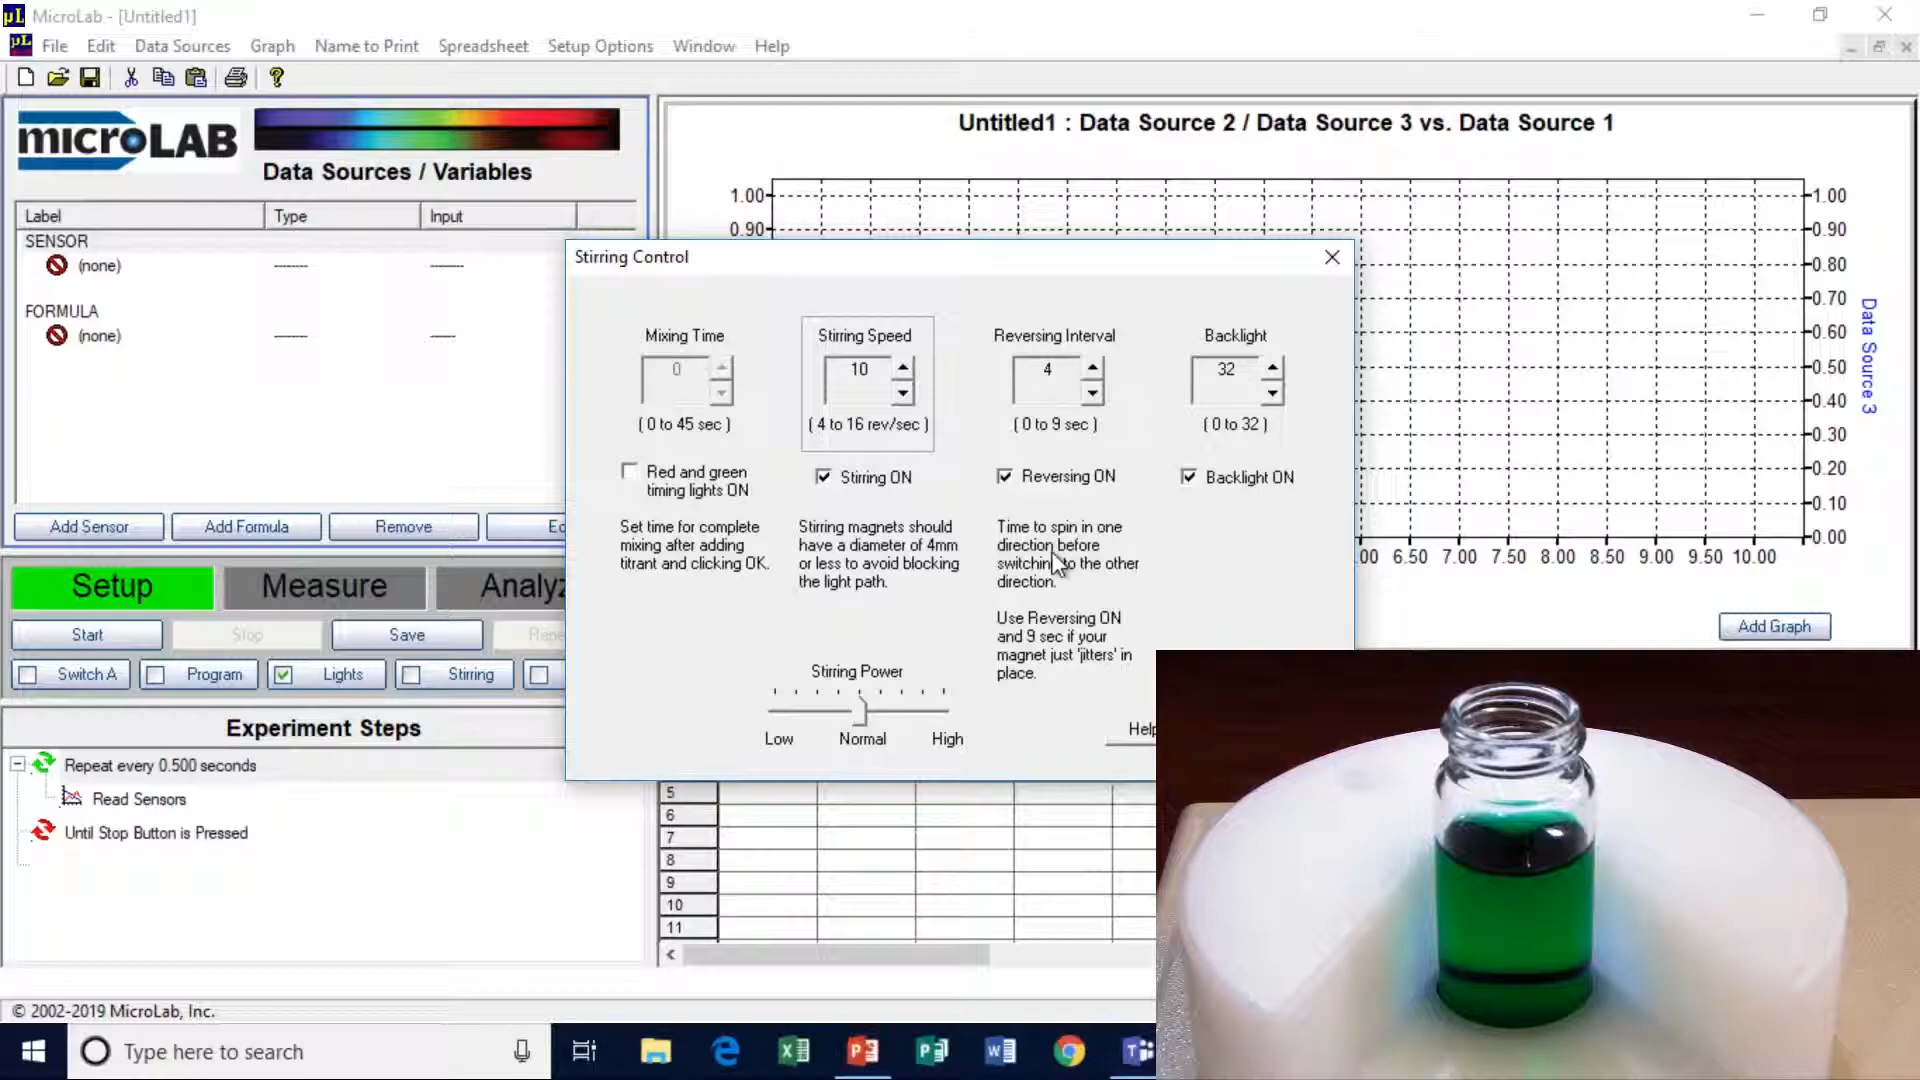 µL MicroLab - [Untitled1]
µL File Edit Data Sources Graph Name to Print Spreadsheet Setup Options Window Help
microLAB
Data Sources / Variables
Label Type Input
SENSOR
(none) ------- -------
FORMULA
(none) ------- -----
Add Sensor Add Formula Remove
Setup Measure
Start Stop Save
Switch A Program Lights Stirring
Experiment Steps
Repeat every 0.500 seconds
Read Sensors
Until Stop Button is Pressed
Untitled1 : Data Source 2 / Data Source 3 vs. Data Source 1
1.00
0.90
1.00
0.90
0.80
0.70
0.60
0.50
0.40
0.30
0.20
0.10
0.00
Data Source 3
6.50 7.00 7.50 8.00 8.50 9.00 9.50 10.00
Add Graph
Stirring Control
Mixing Time
0
( 0 to 45 sec )
Red and green
timing lights ON
Set time for complete
mixing after adding
titrant and clicking OK.
Stirring Speed
10
( 4 to 16 rev/sec )
Stirring ON
Stirring magnets should
have a diameter of 4mm
or less to avoid blocking
the light path.
Reversing Interval
4
( 0 to 9 sec )
Reversing ON
Time to spin in one
direction before
switching to the other
direction.
Use Reversing ON
and 9 sec if your
magnet just 'jitters' in
place.
Backlight
32
( 0 to 32 )
Backlight ON
Stirring Power
Low Normal High
Help
5
6
7
8
9
10
11
© 2002-2019 MicroLab, Inc.
Type here to search